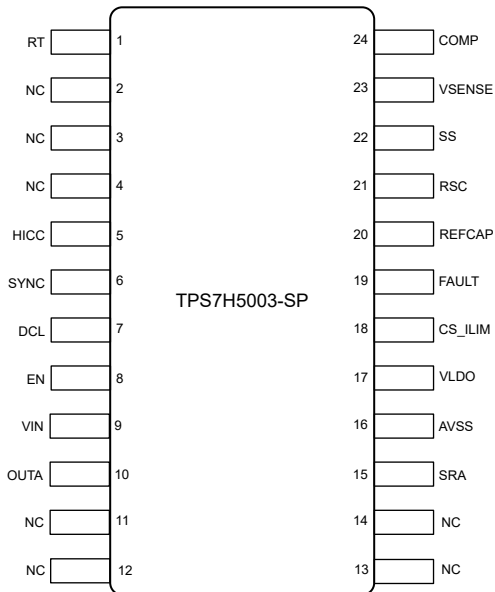 RT 1 24 COMP
NC 2 23 VSENSE
NC 3 22 SS
NC 4 21 RSC
HICC 5 20 REFCAP
SYNC 6 19 FAULT
TPS7H5003-SP
DCL 7 18 CS_ILIM
EN 8 17 VLDO
VIN 9 16 AVSS
OUTA 10 15 SRA
NC 11 14 NC
NC 12 13 NC